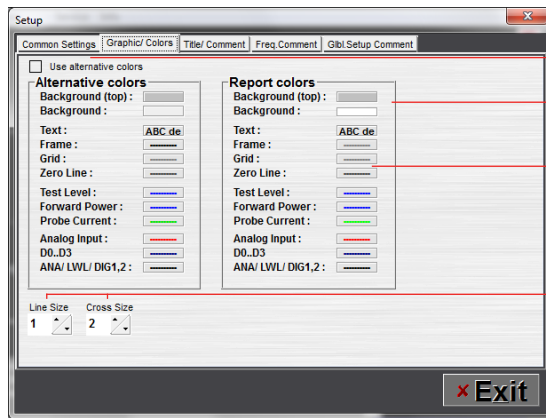 Setup
Common Settings Graphic/ Colors Title/ Comment Freq.Comment Glbl.Setup Comment
Use alternative colors
Alternative colors
Background (top) :
Background :
Text : ABC de
Frame :
Grid :
Zero Line :
Test Level :
Forward Power :
Probe Current :
Analog Input :
D0..D3
ANA/ LWL/ DIG1,2 :
Report colors
Background (top) :
Background :
Text : ABC de
Frame :
Grid :
Zero Line :
Test Level :
Forward Power :
Probe Current :
Analog Input :
D0..D3
ANA/ LWL/ DIG1,2 :
Line Size Cross Size
1 2
Exit